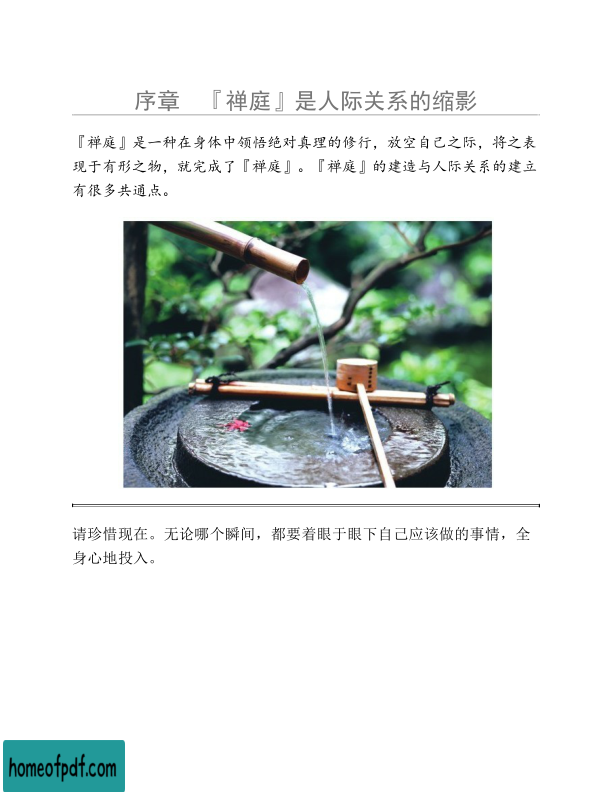 序章　『禅庭』是人际关系的缩影
『禅庭』是一种在身体中领悟绝对真理的修行，放空自己之际，将之表
现于有形之物，就完成了『禅庭』。『禅庭』的建造与人际关系的建立
有很多共通点。
请珍惜现在。无论哪个瞬间，都要着眼于眼下自己应该做的事情，全
身心地投入。
homeofpdf.com